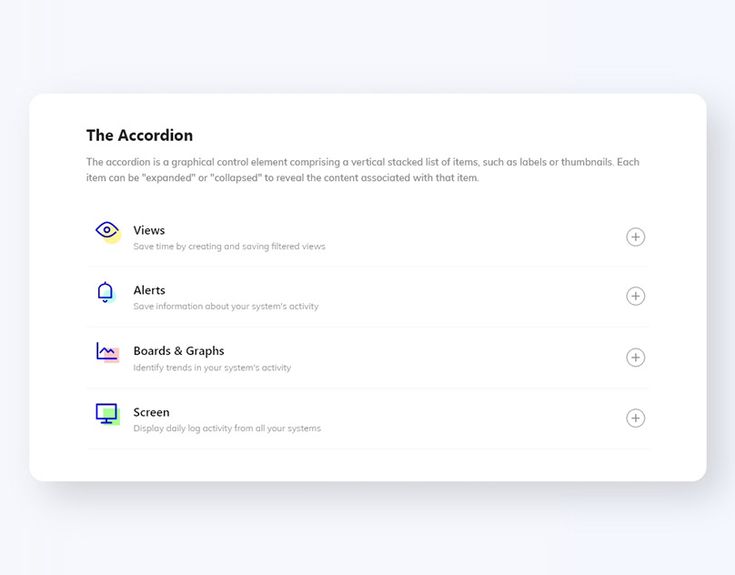 The Accordion
The accordion is a graphical control element comprising a vertical stacked list of items, such as labels or thumbnails. Each
item can be "expanded" or "collapsed" to reveal the content associated with that item.
Views
Save time by creating and saving filtered views
Alerts
Save information about your system's activity
Boards & Graphs
Identify trends in your system's activity
Screen
Display daily log activity from all your systems